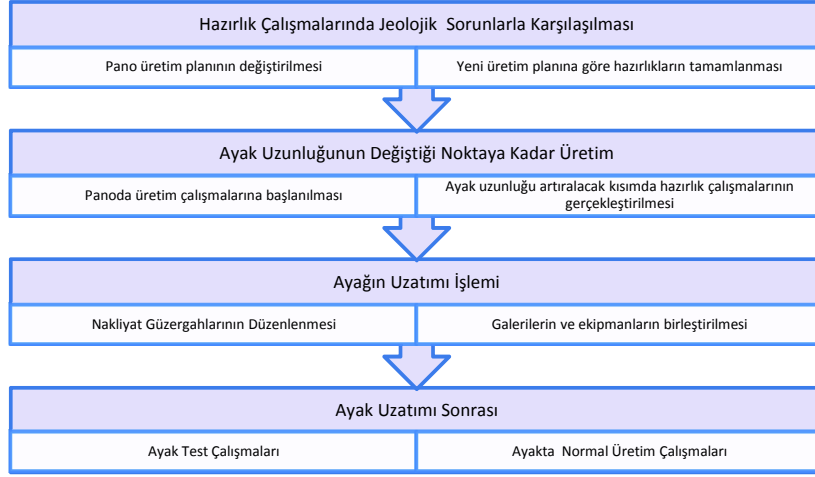 Hazırlık Çalışmalarında Jeolojik Sorunlarla Karşılaşılması
Pano üretim planının değiştirilmesi
Yeni üretim planına göre hazırlıkların tamamlanması
Ayak Uzunluğunun Değiştiği Noktaya Kadar Üretim
Panoda üretim çalışmalarına başlanılması
Ayak uzunluğu artıralacak kısımda hazırlık çalışmalarının
gerçekleştirilmesi
Ayağın Uzatımı İşlemi
Nakliyat Güzergahlarının Düzenlenmesi
Galerilerin ve ekipmanların birleştirilmesi
Ayak Uzatımı Sonrası
Ayak Test Çalışmaları
Ayakta Normal Üretim Çalışmaları